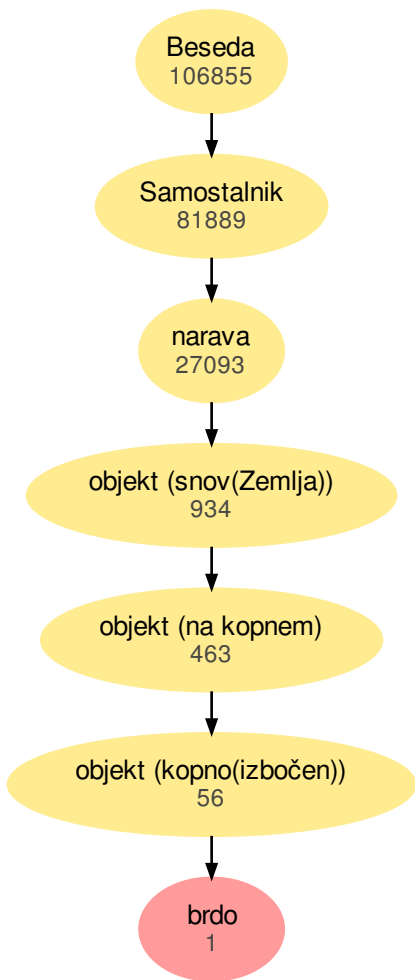 Beseda
106855
Samostalnik
81889
narava
27093
objekt (snov(Zemlja))
934
objekt (na kopnem)
463
objekt (kopno(izbočen))
56
brdo
1